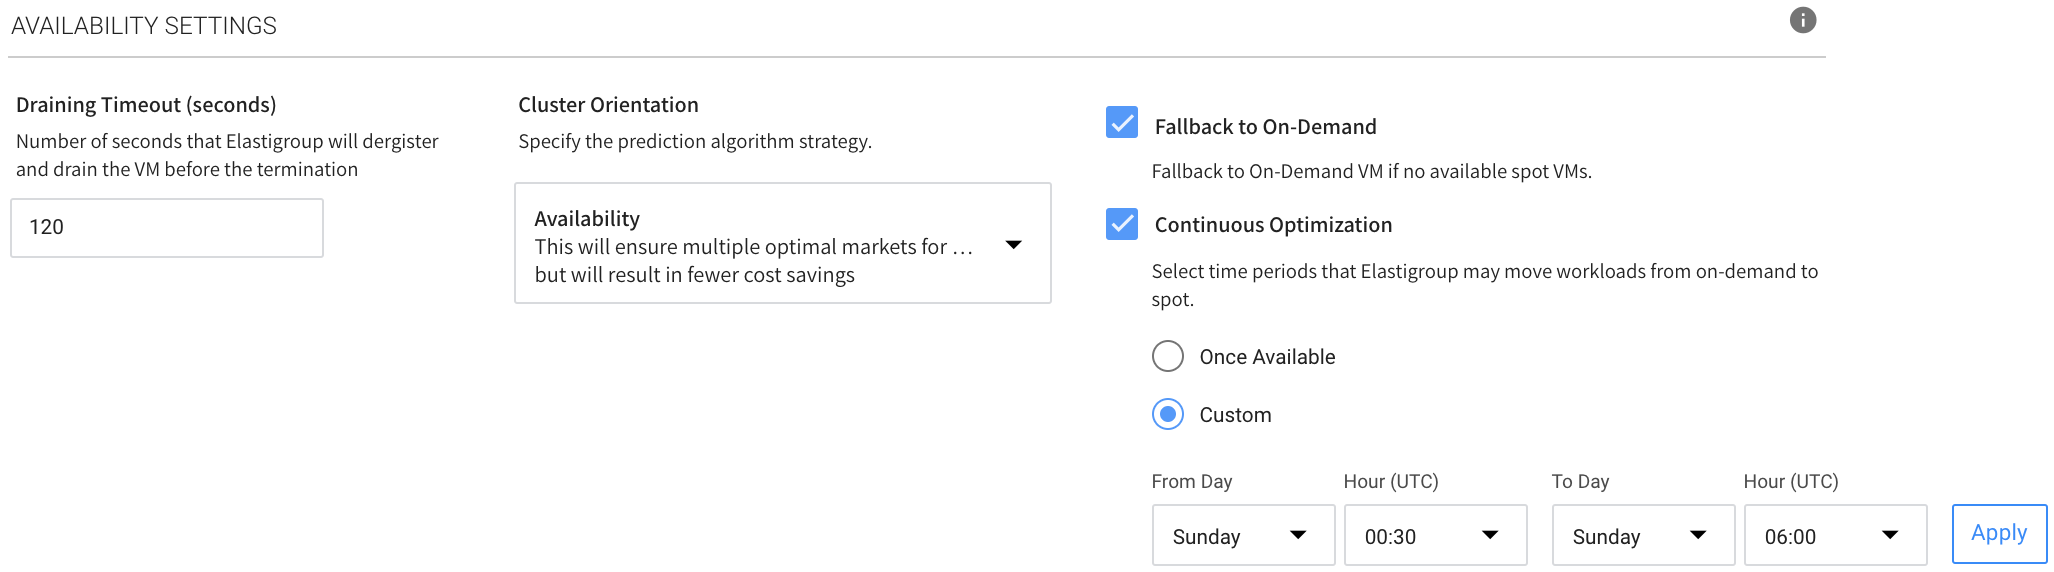 AVAILABILITY SETTINGS
Draining Timeout (seconds)
Number of seconds that Elastigroup will dergister
and drain the VM before the termination
120
Cluster Orientation
Specify the prediction algorithm strategy.
Availability
This will ensure multiple optimal markets for …
but will result in fewer cost savings
Fallback to On-Demand
Fallback to On-Demand VM if no available spot VMs.
Continuous Optimization
Select time periods that Elastigroup may move workloads from on-demand to
spot.
Once Available
Custom
From Day Hour (UTC) To Day Hour (UTC)
Sunday 00:30 Sunday 06:00 Apply